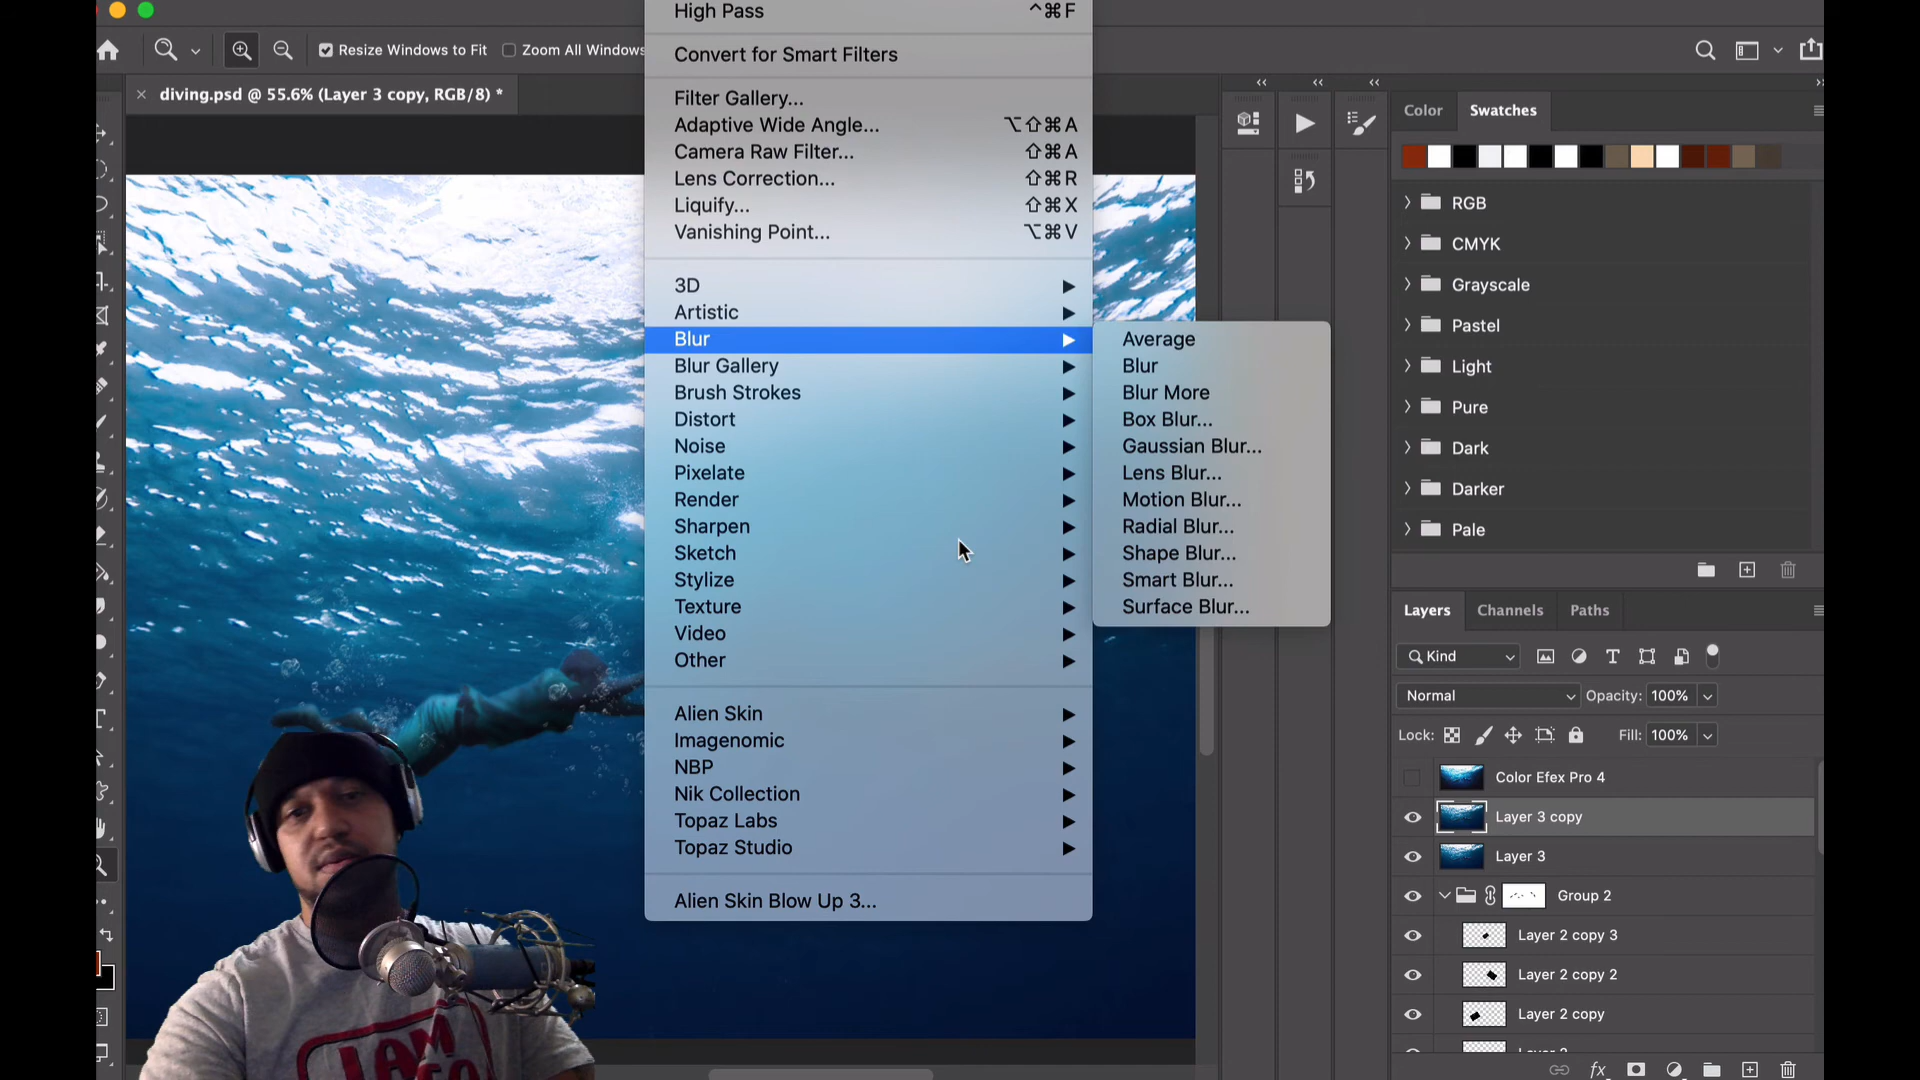 High Pass ^⌘F
Resize Windows to Fit Zoom All Windows
Convert for Smart Filters
diving.psd @ 55.6% (Layer 3 copy, RGB/8) *
Filter Gallery...
Adaptive Wide Angle... ⌥⇧⌘A
Camera Raw Filter... ⇧⌘A
Lens Correction... ⇧⌘R
Liquify... ⇧⌘X
Vanishing Point... ⌥⌘V
3D
Artistic
Blur
Blur Gallery
Brush Strokes
Distort
Noise
Pixelate
Render
Sharpen
Sketch
Stylize
Texture
Video
Other
Alien Skin
Imagenomic
NBP
Nik Collection
Topaz Labs
Topaz Studio
Alien Skin Blow Up 3...
Average
Blur
Blur More
Box Blur...
Gaussian Blur...
Lens Blur...
Motion Blur...
Radial Blur...
Shape Blur...
Smart Blur...
Surface Blur...
Color Swatches
RGB
CMYK
Grayscale
Pastel
Light
Pure
Dark
Darker
Pale
Layers Channels Paths
Kind
Normal Opacity: 100%
Lock: Fill: 100%
Color Efex Pro 4
Layer 3 copy
Layer 3
Group 2
Layer 2 copy 3
Layer 2 copy 2
Layer 2 copy
I AM